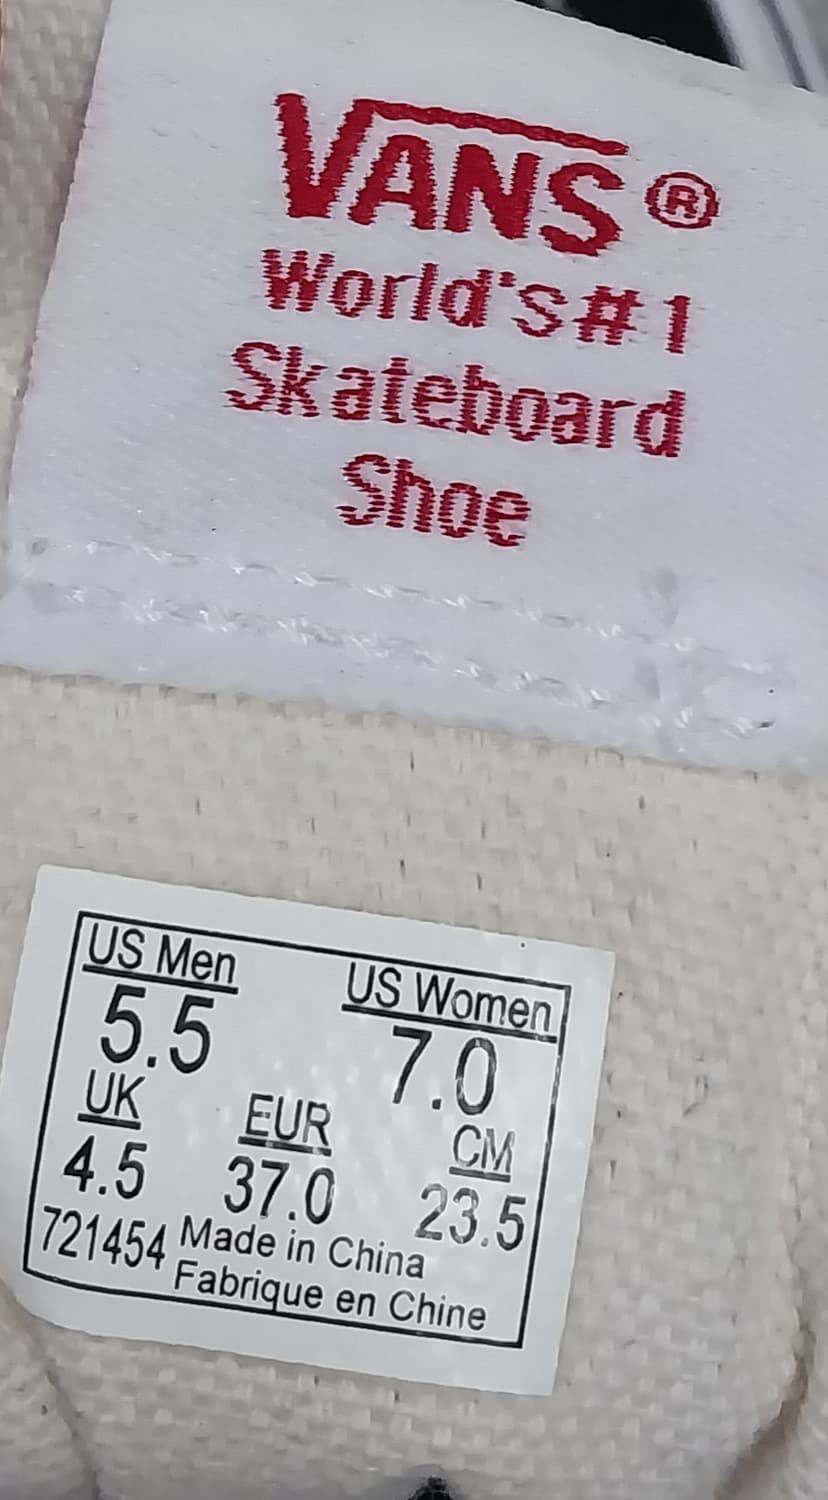 VANS®
World's #1
Skateboard
Shoe
US Men US Women
5.5 7.0
UK EUR CM
4.5 37.0 23.5
721454 Made in China
Fabrique en Chine